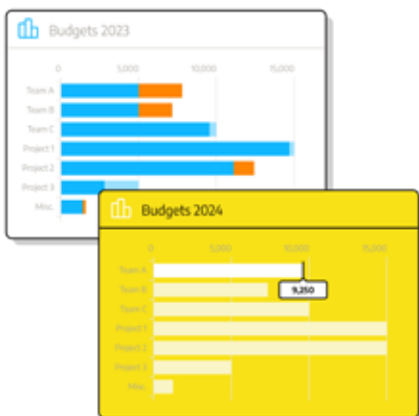 Budgets 2023
0 5,000 10,000 15,000
Team A
Team B
Team C
Project 1
Project 2
Project 3
Misc.
Budgets 2024
0 5,000 10,000 15,000
Team A
Team B
9,250
Team C
Project 1
Project 2
Project 3
Misc.